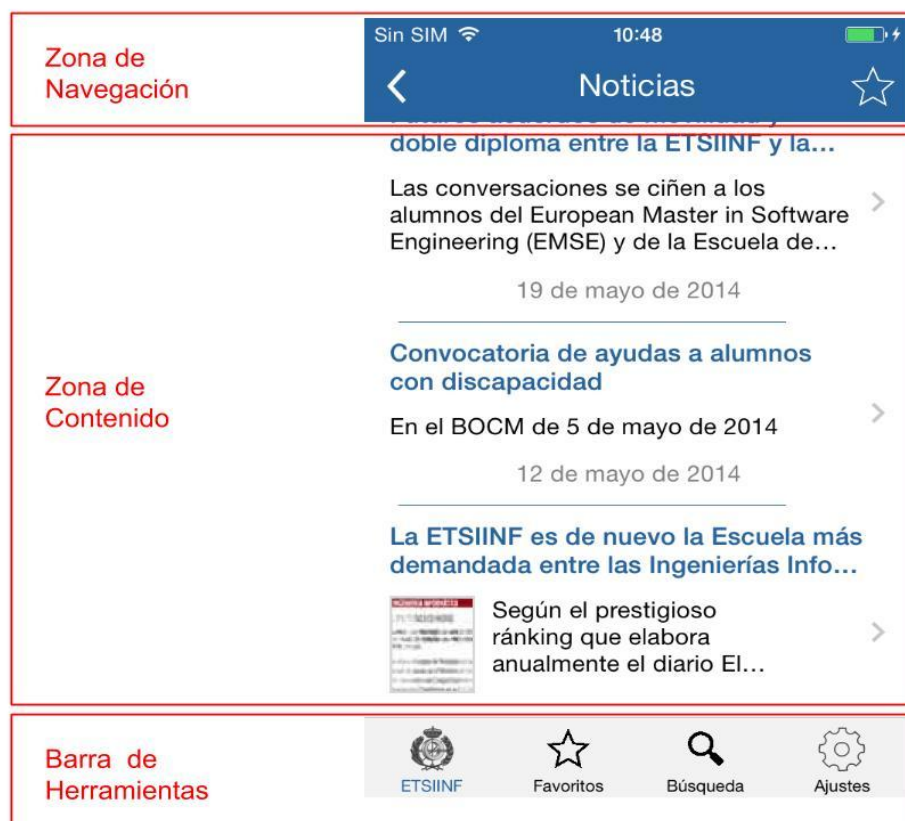 Zona de
Navegación
Sin SIM 10:48
Noticias
doble diploma entre la ETSIINF y la...
Las conversaciones se ciñen a los
alumnos del European Master in Software
Engineering (EMSE) y de la Escuela de...
19 de mayo de 2014
Zona de
Contenido
Convocatoria de ayudas a alumnos
con discapacidad
En el BOCM de 5 de mayo de 2014
12 de mayo de 2014
La ETSIINF es de nuevo la Escuela más
demandada entre las Ingenierías Info...
Según el prestigioso
ránking que elabora
anualmente el diario El...
Barra de
Herramientas
ETSIINF Favoritos Búsqueda Ajustes